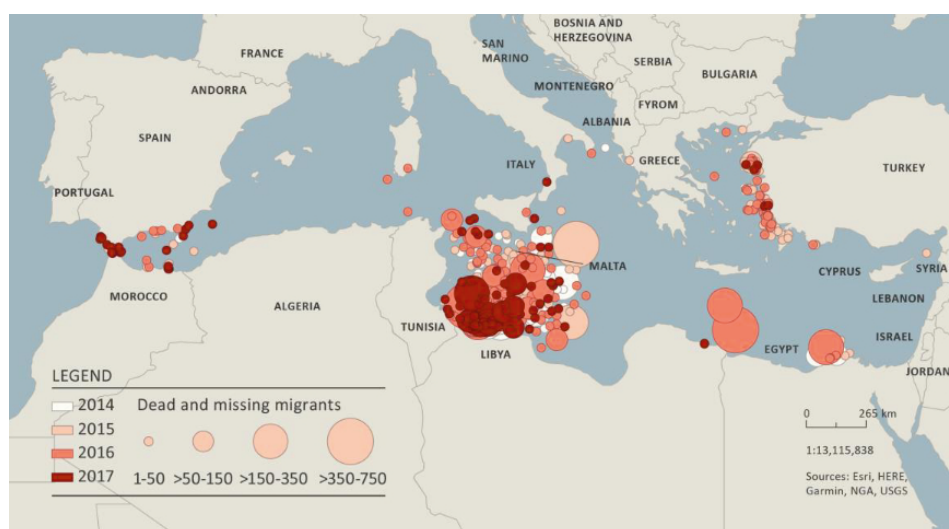 BOSNIA AND
HERZEGOVINA
FRANCE
SAN
MARINO
SERBIA
BULGARIA
MONTENEGRO
ANDORRA
FYROM
ALBANIA
SPAIN
ITALY
GREECE
TURKEY
PORTUGAL
MALTA
CYPRUS
SYRIA
MOROCCO
ALGERIA
LEBANON
TUNISIA
ISRAEL
EGYPT
LIBYA
JORDAN
LEGEND
2014
Dead and missing migrants
2015
2016
2017
1-50 >50-150 >150-350 >350-750
0 265 km
1:13,115,838
Sources: Esri, HERE,
Garmin, NGA, USGS